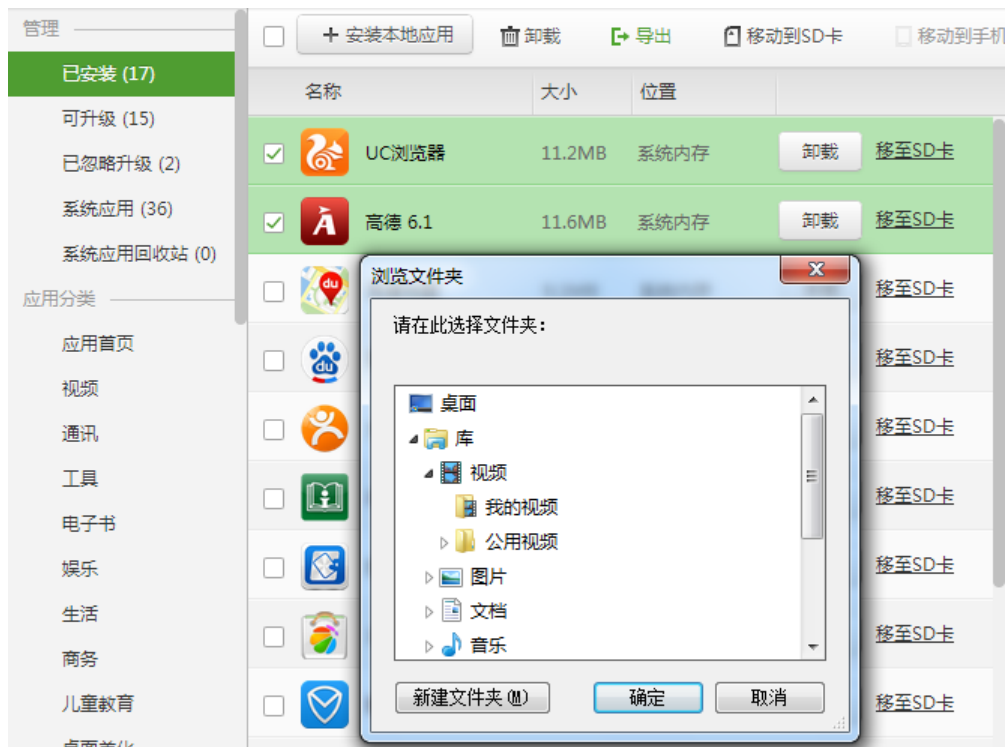 管理
已安装 (17)
可升级 (15)
已忽略升级 (2)
系统应用 (36)
系统应用回收站 (0)
应用分类
应用首页
视频
通讯
工具
电子书
娱乐
生活
商务
儿童教育
桌面美化
+ 安装本地应用 卸载 导出 移动到SD卡 移动到手机
名称 大小 位置
UC浏览器 11.2MB 系统内存 卸载 移至SD卡
高德 6.1 11.6MB 系统内存 卸载 移至SD卡
移至SD卡
移至SD卡
移至SD卡
移至SD卡
移至SD卡
移至SD卡
移至SD卡
du
du
浏览文件夹
请在此选择文件夹：
桌面
库
视频
我的视频
公用视频
图片
文档
音乐
新建文件夹(M) 确定 取消